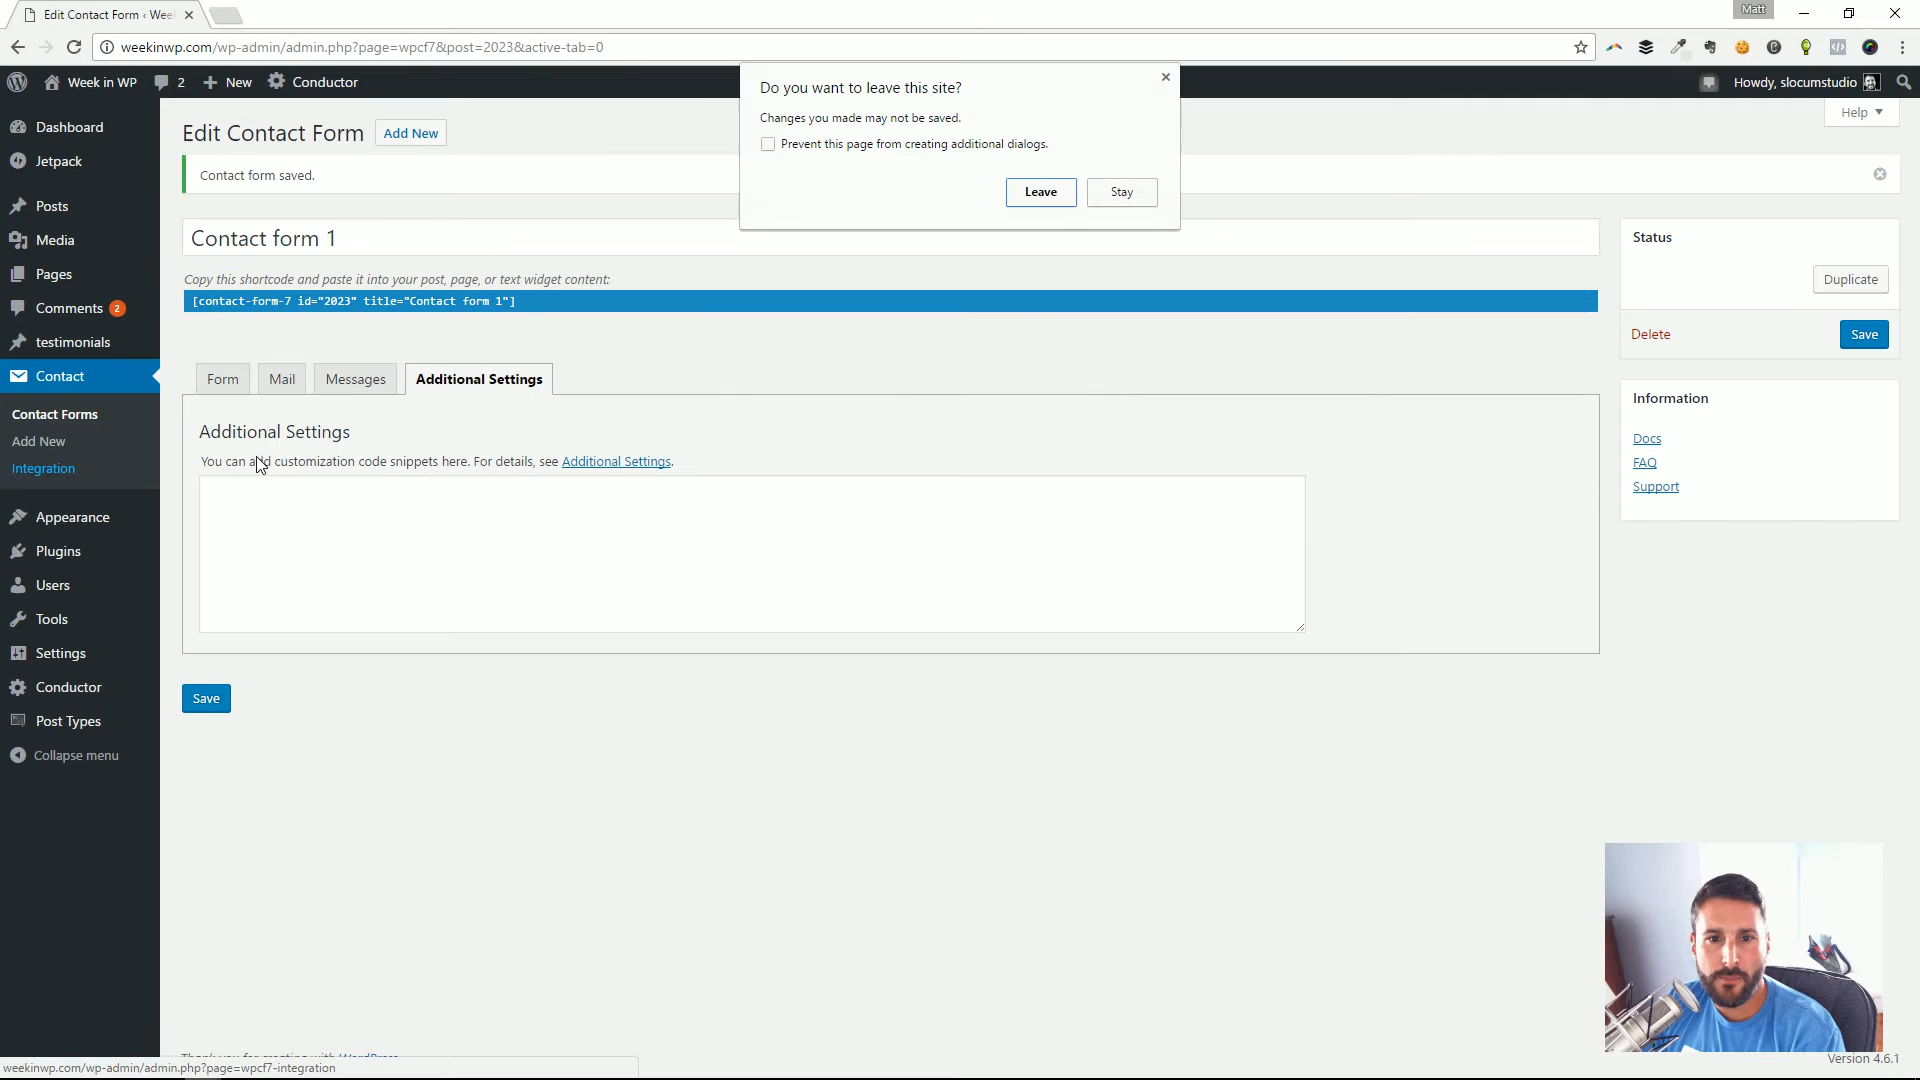 Edit Contact Form ‹ Wee
Matt
weekinwp.com/wp-admin/admin.php?page=wpcf7&post=2023&active-tab=0
Week in WP
2
New
Conductor
Howdy, slocumstudio
Do you want to leave this site?
Changes you made may not be saved.
Prevent this page from creating additional dialogs.
Leave
Stay
Help
Dashboard
Jetpack
Posts
Media
Pages
Comments 2
testimonials
Contact
Contact Forms
Add New
Integration
Appearance
Plugins
Users
Tools
Settings
Conductor
Post Types
Collapse menu
Edit Contact Form
Add New
Contact form saved.
Contact form 1
Copy this shortcode and paste it into your post, page, or text widget content:
[contact-form-7 id="2023" title="Contact form 1"]
Form
Mail
Messages
Additional Settings
Additional Settings
You can add customization code snippets here. For details, see Additional Settings.
Save
Status
Duplicate
Delete
Save
Information
Docs
FAQ
Support
Thank you for creating with WordPress
Version 4.6.1
weekinwp.com/wp-admin/admin.php?page=wpcf7-integration